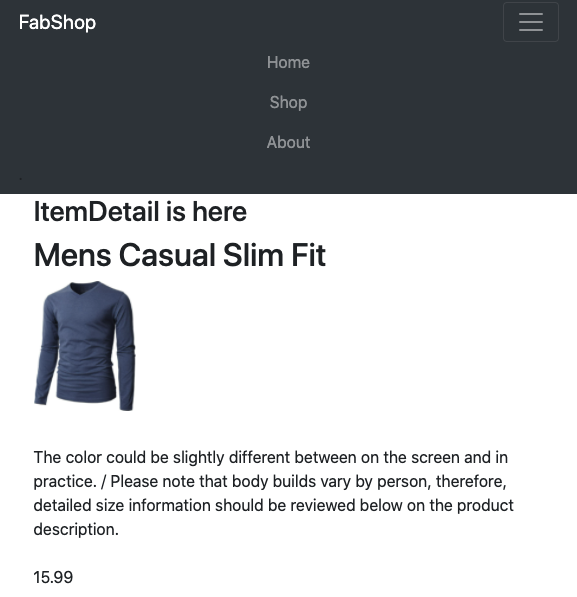 FabShop
Home
Shop
About
ItemDetail is here
Mens Casual Slim Fit
The color could be slightly different between on the screen and in
practice. / Please note that body builds vary by person, therefore,
detailed size information should be reviewed below on the product
description.
15.99